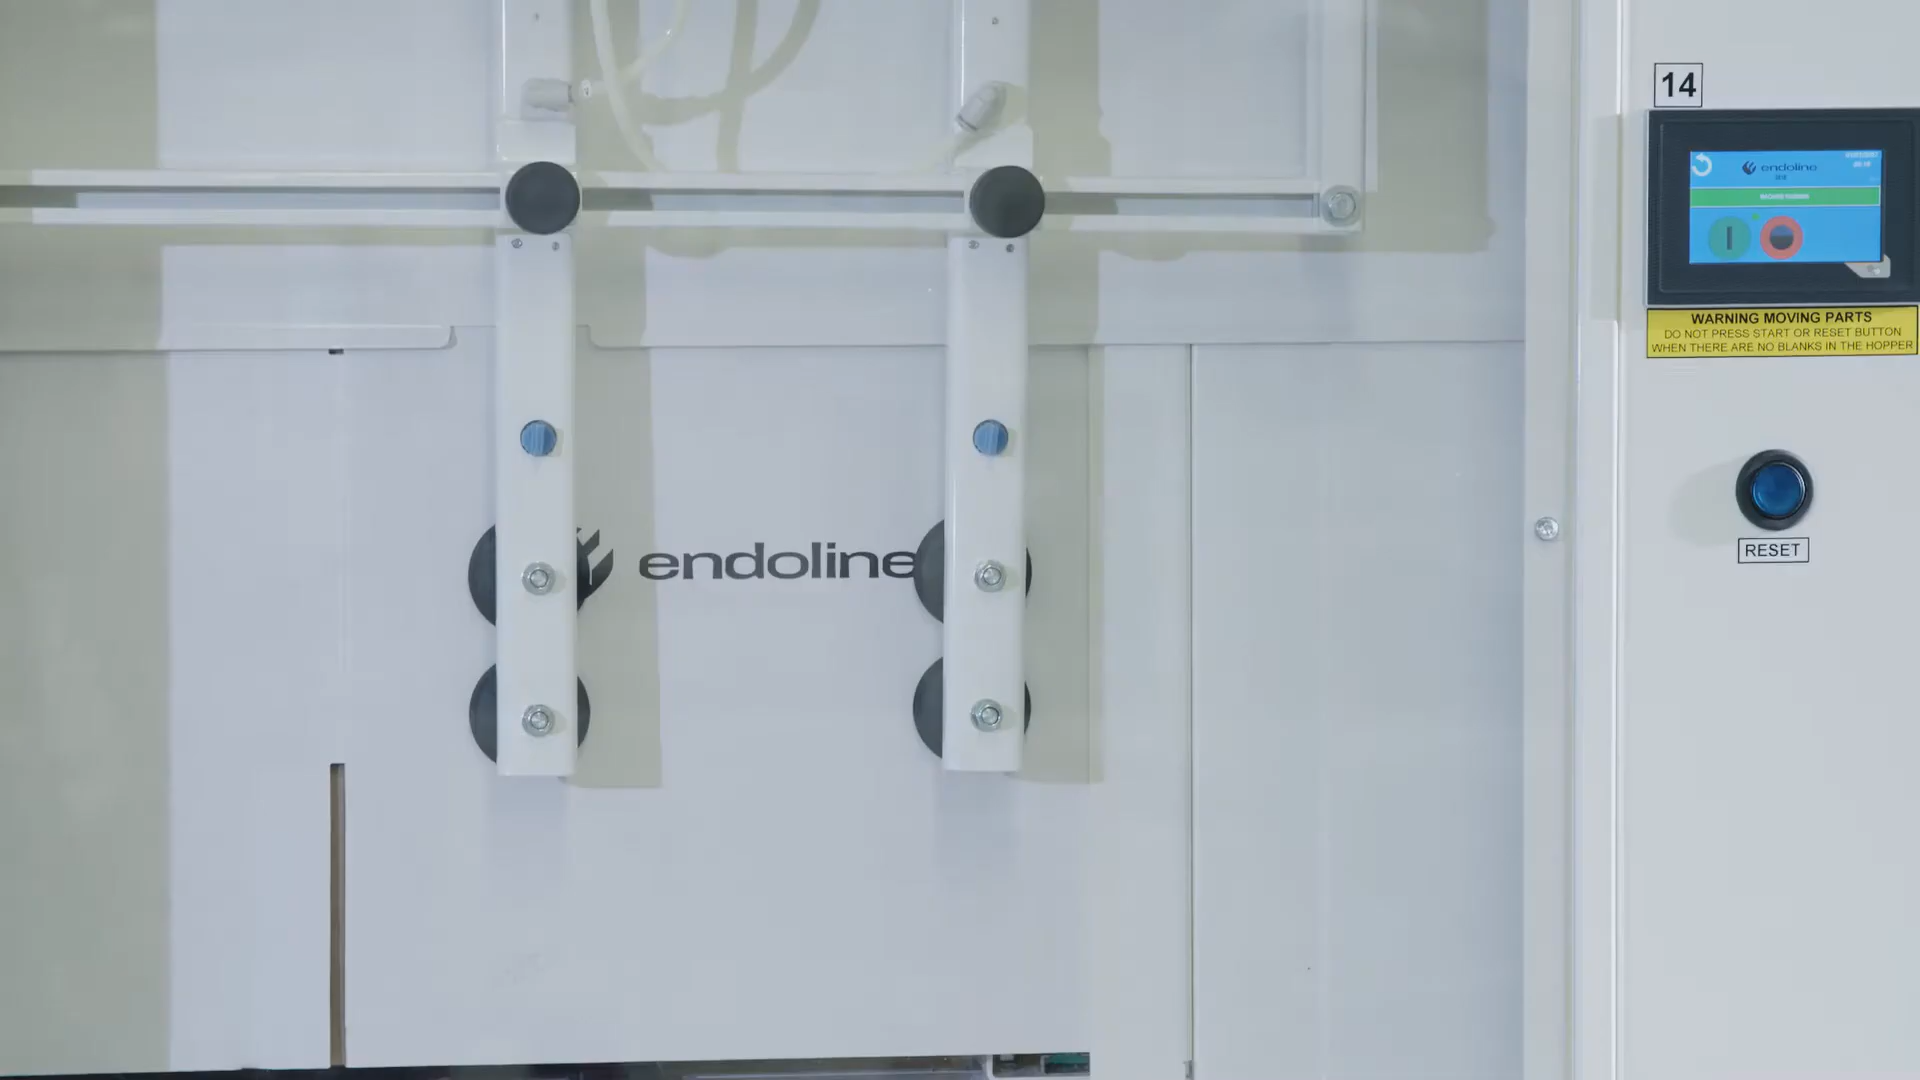 14
endoline
WARNING MOVING PARTS
DO NOT PRESS START OR RESET BUTTON
WHEN THERE ARE NO BLANKS IN THE HOPPER
endoline
RESET